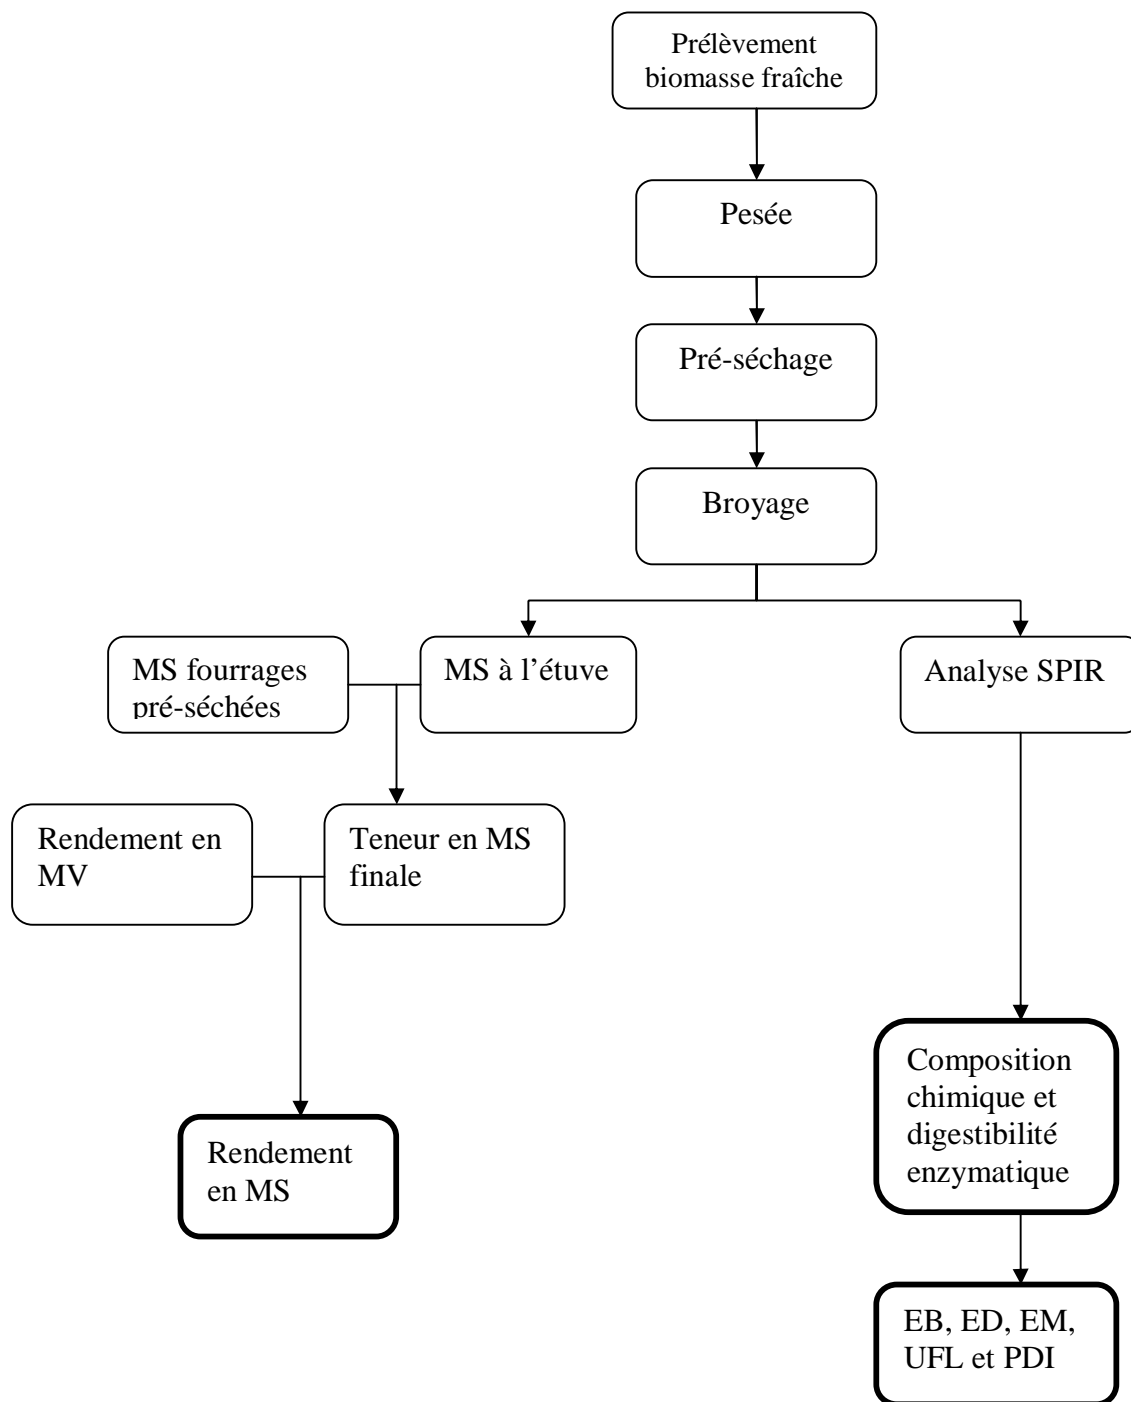 Prélèvement
biomasse fraîche
Pesée
Pré-séchage
Broyage
MS fourrages
pré-séchées
MS à l’étuve
Analyse SPIR
Rendement en
MV
Teneur en MS
finale
Composition
chimique et
digestibilité
enzymatique
Rendement
en MS
EB, ED, EM,
UFL et PDI